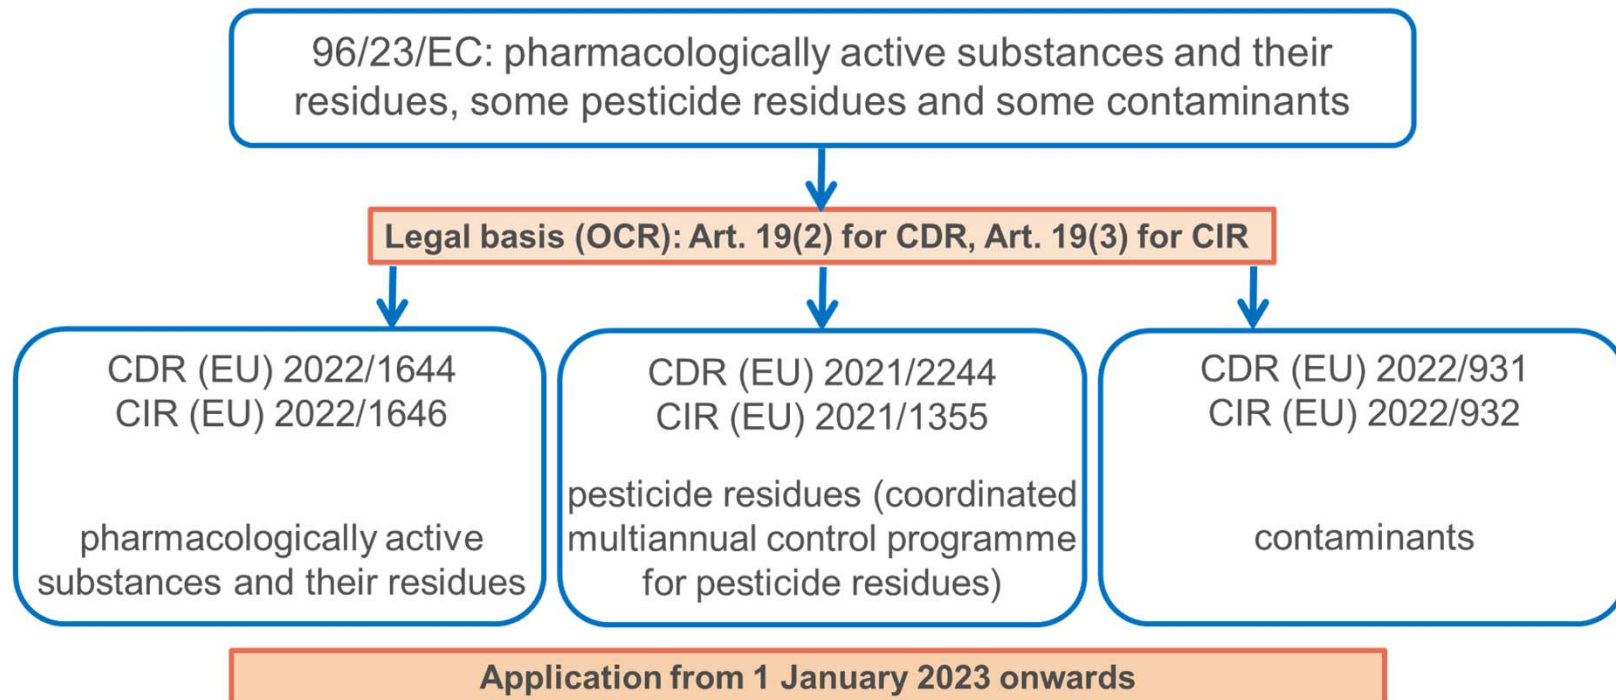 96/23/EC: pharmacologically active substances and their
residues, some pesticide residues and some contaminants
Legal basis (OCR): Art. 19(2) for CDR, Art. 19(3) for CIR
CDR (EU) 2022/1644
CIR (EU) 2022/1646
pharmacologically active
substances and their residues
CDR (EU) 2021/2244
CIR (EU) 2021/1355
pesticide residues (coordinated
multiannual control programme
for pesticide residues)
CDR (EU) 2022/931
CIR (EU) 2022/932
contaminants
Application from 1 January 2023 onwards